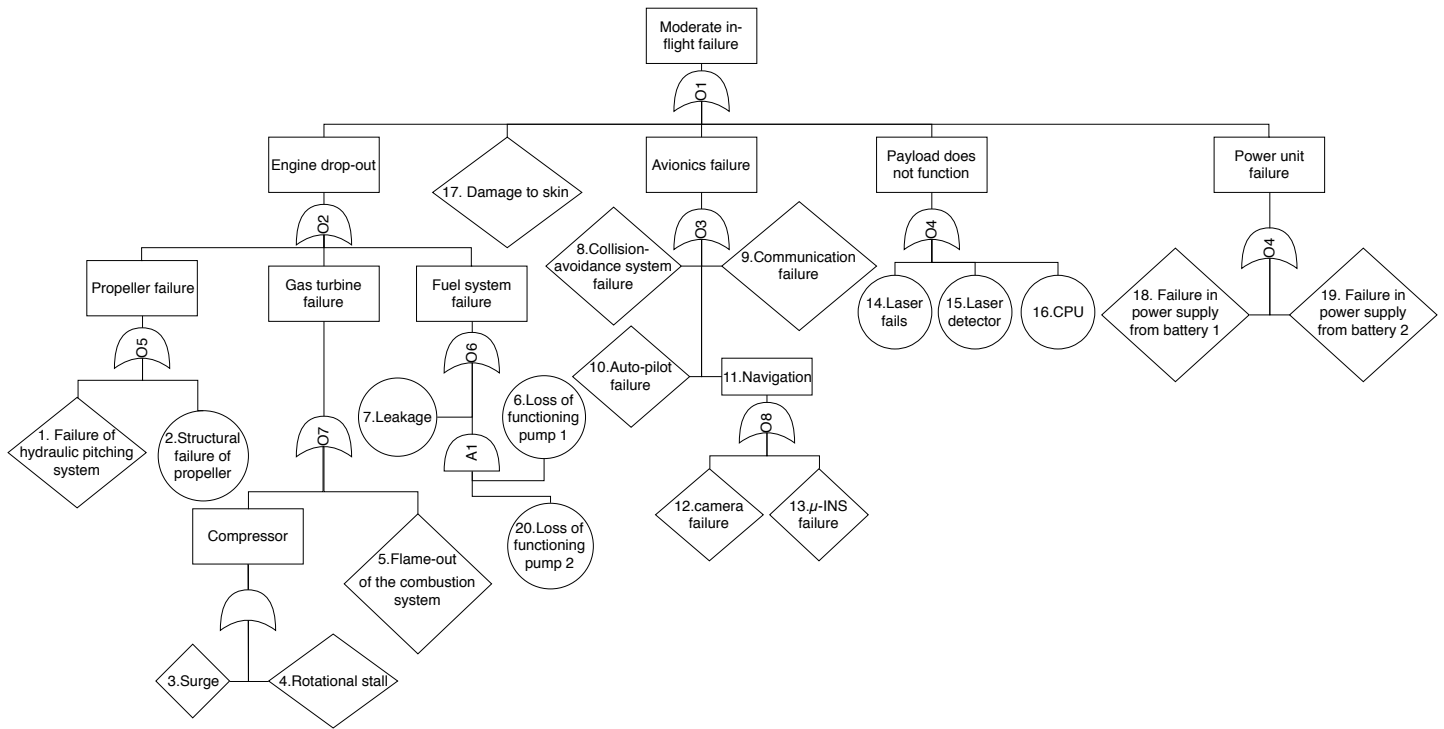 Moderate in-
flight failure
O1
Engine drop-out
17. Damage to skin
Avionics failure
Payload does
not function
Power unit
failure
O2
O3
O4
O4
Propeller failure
Gas turbine
failure
Fuel system
failure
8.Collision-
avoidance system
failure
9.Communication
failure
14.Laser
fails
15.Laser
detector
16.CPU
18. Failure in
power supply
from battery 1
19. Failure in
power supply
from battery 2
O5
O6
10.Auto-pilot
failure
11.Navigation
7.Leakage
6.Loss of
functioning
pump 1
1. Failure of
hydraulic pitching
system
2.Structural
failure of
propeller
O7
A1
O8
12.camera
failure
13.μ-INS
failure
Compressor
5.Flame-out
of the combustion
system
20.Loss of
functioning
pump 2
3.Surge
4.Rotational stall